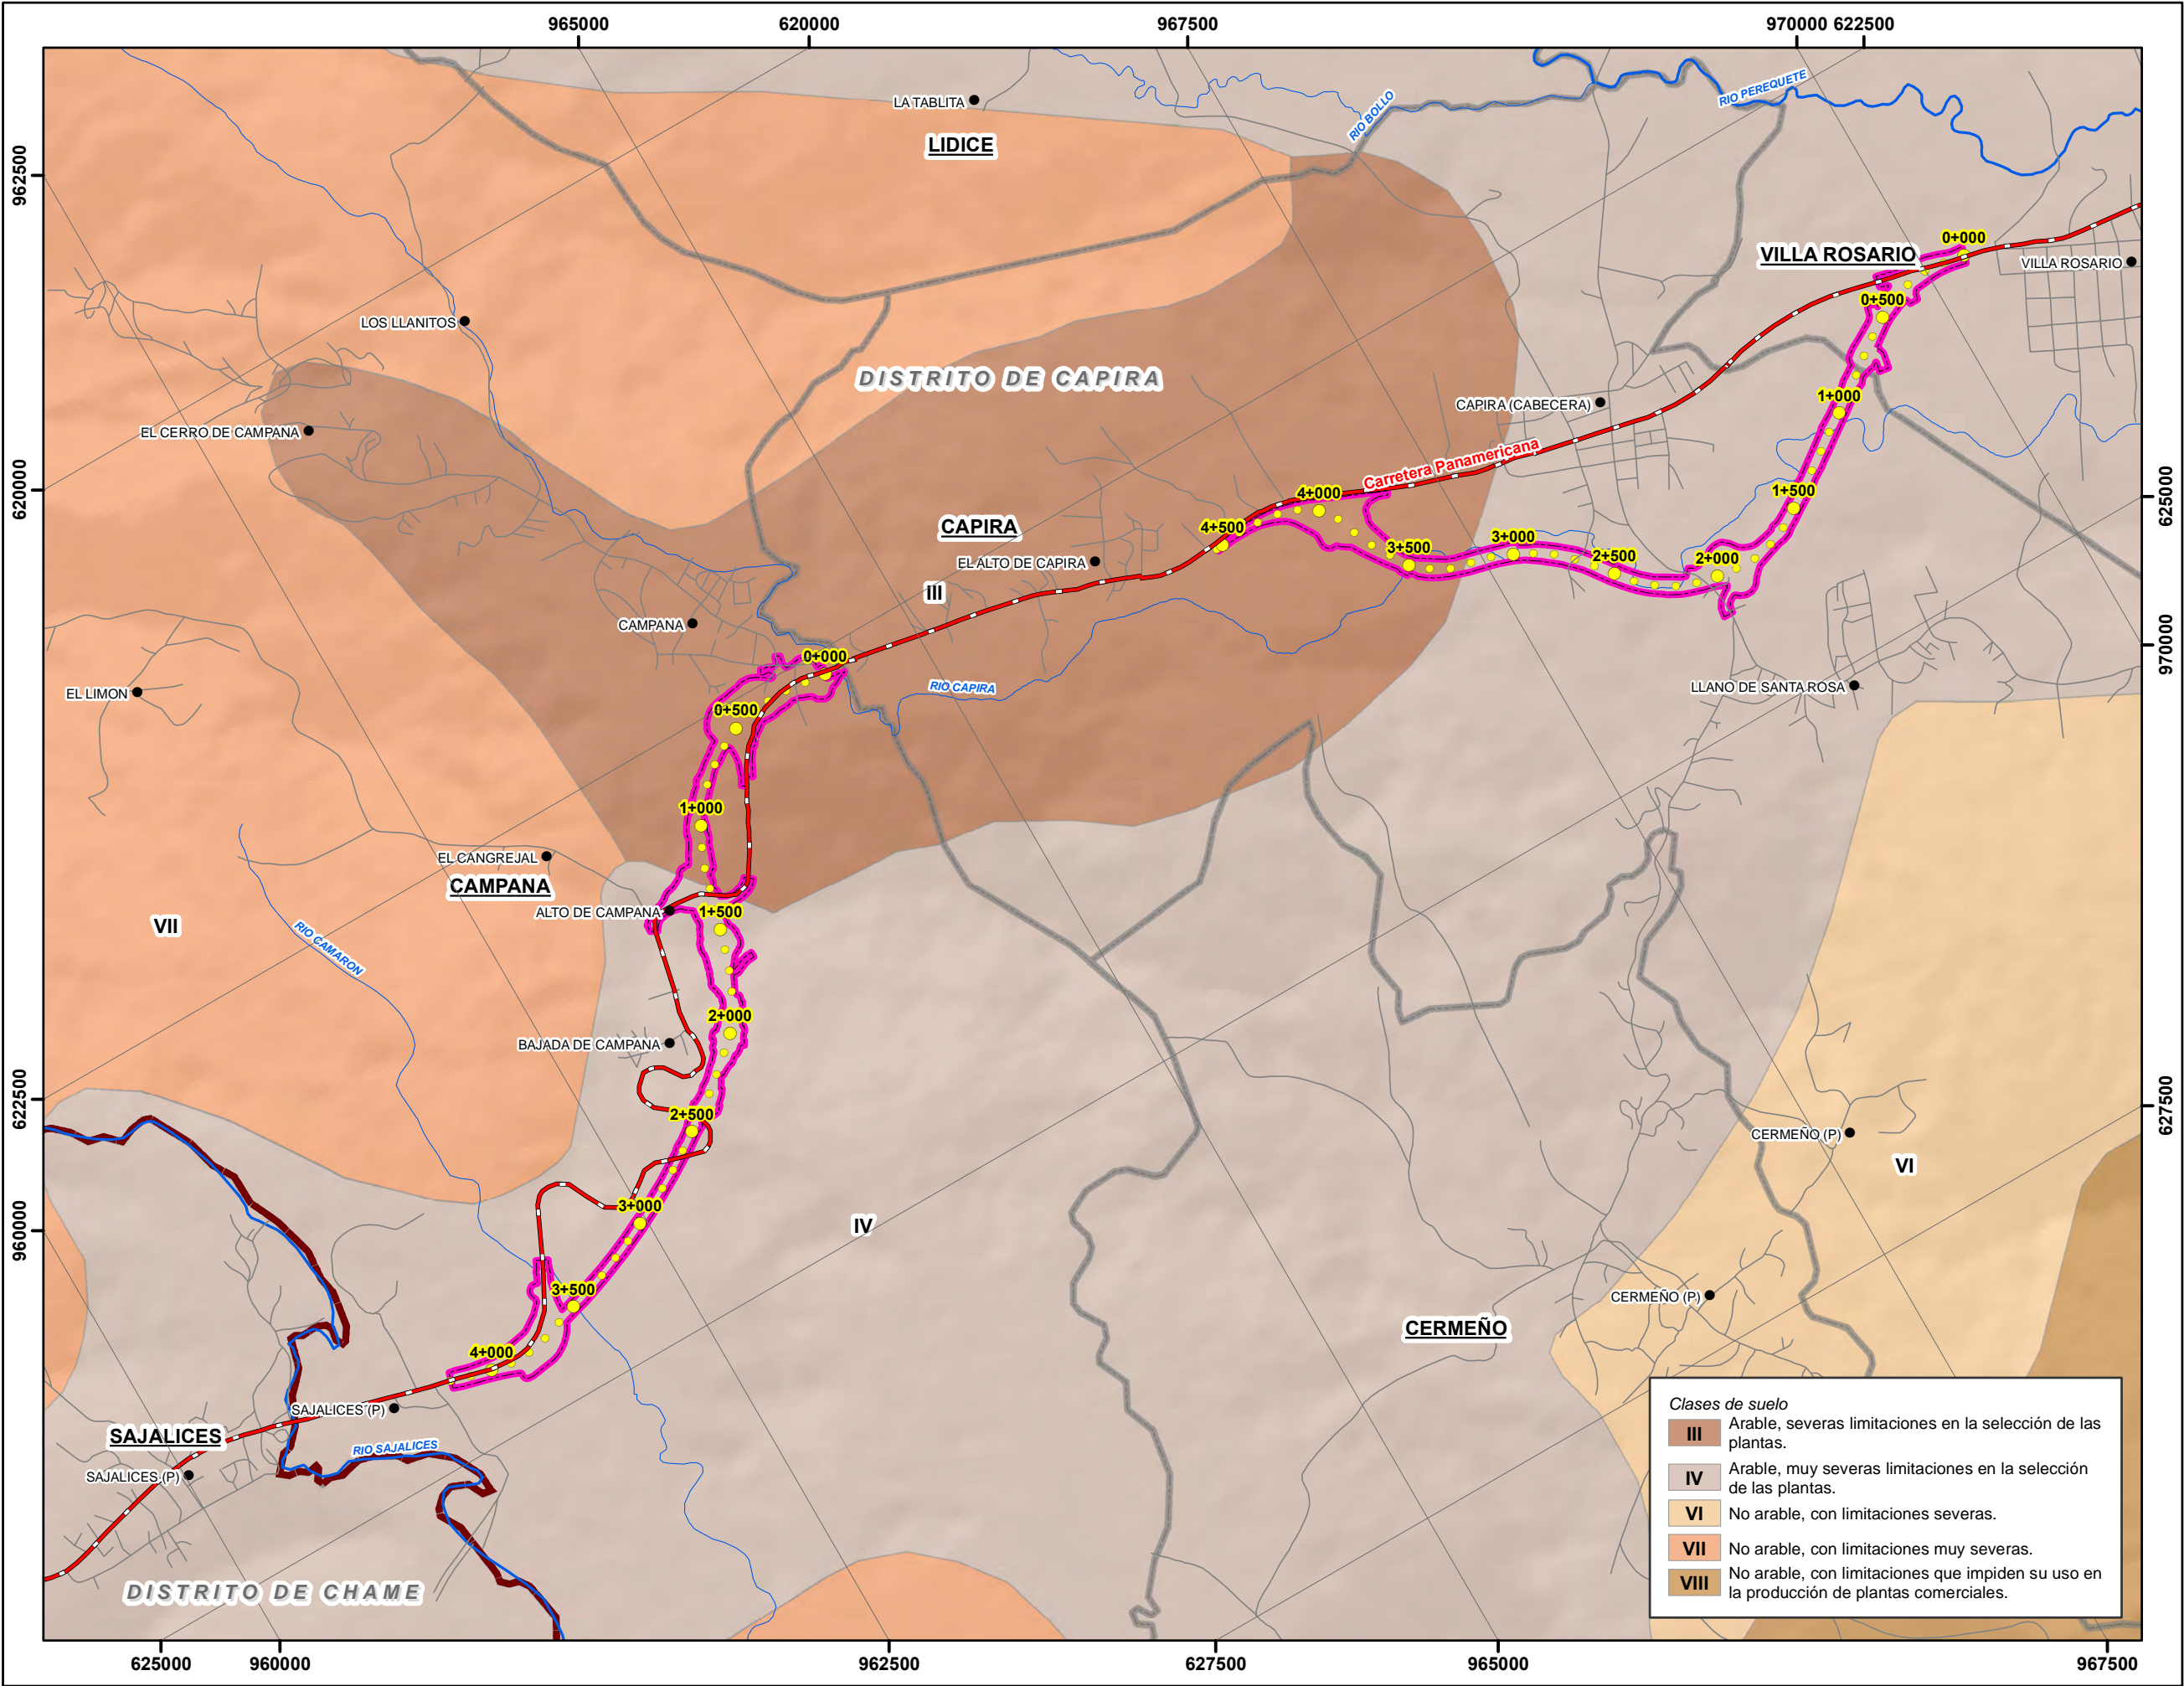 965000
620000
967500
970000
622500
962500
620000
622500
960000
625000
970000
627500
625000
960000
962500
627500
965000
967500
LA TABLITA
LIDICE
RIO BOLLO
RIO PEREQUETE
VILLA ROSARIO
0+000
VILLA ROSARIO
0+500
LOS LLANITOS
DISTRITO DE CAPIRA
1+000
CAPIRA (CABECERA)
EL CERRO DE CAMPANA
Carretera Panamericana
1+500
4+000
CAPIRA
4+500
3+000
3+500
2+500
2+000
EL ALTO DE CAPIRA
III
CAMPANA
0+000
RIO CAPIRA
LLANO DE SANTA ROSA
EL LIMON
0+500
1+000
EL CANGREJAL
CAMPANA
ALTO DE CAMPANA
1+500
VII
RIO CAMARON
2+000
BAJADA DE CAMPANA
2+500
CERMEÑO (P)
VI
3+000
IV
3+500
CERMEÑO (P)
CERMEÑO
4+000
SAJALICES (P)
SAJALICES
RIO SAJALICES
SAJALICES (P)
DISTRITO DE CHAME
Clases de suelo
III Arable, severas limitaciones en la selección de las
plantas.
IV Arable, muy severas limitaciones en la selección
de las plantas.
VI No arable, con limitaciones severas.
VII No arable, con limitaciones muy severas.
VIII No arable, con limitaciones que impiden su uso en
la producción de plantas comerciales.